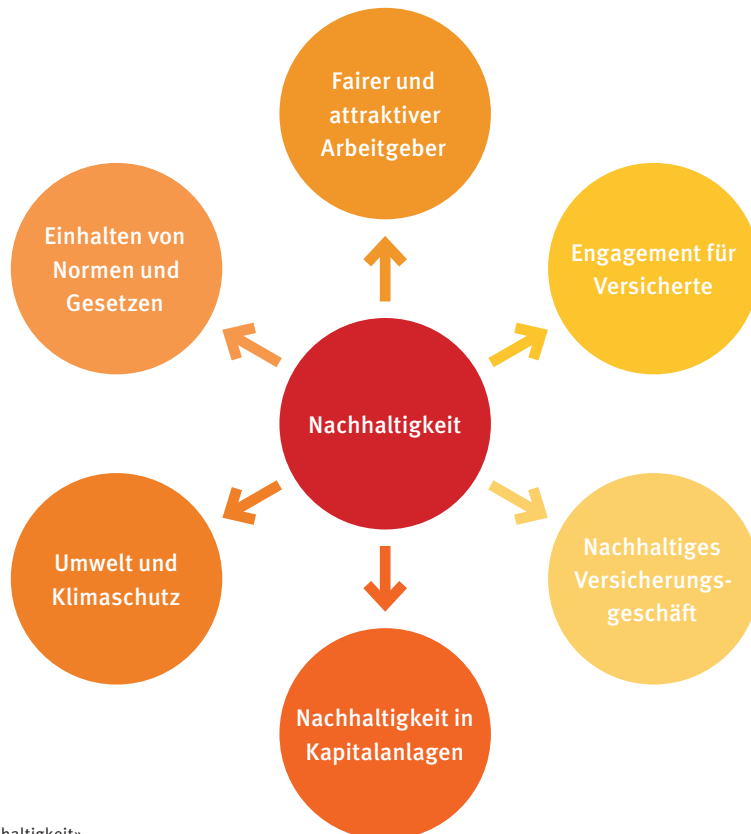 Fairer und
attraktiver
Arbeitgeber
Einhalten von
Normen und
Gesetzen
Engagement für
Versicherte
Nachhaltigkeit
Umwelt und
Klimaschutz
Nachhaltiges
Versicherungs-
geschäft
Nachhaltigkeit in
Kapitalanlagen
haltigkeit»